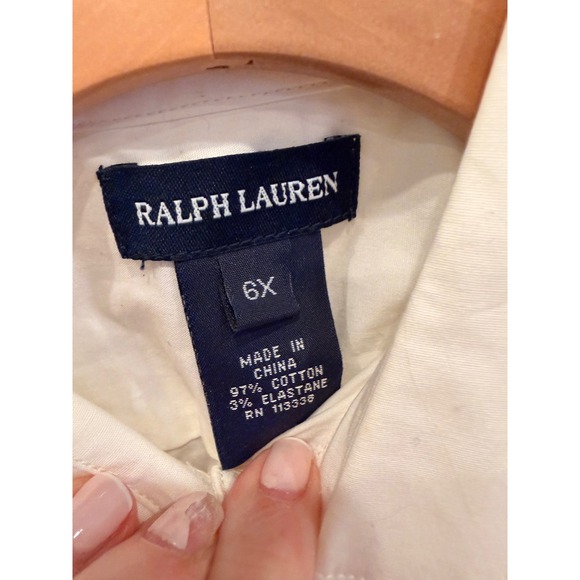 RALPH LAUREN
6X
MADE IN
CHINA
97% COTTON
3% ELASTANE
RN 113338